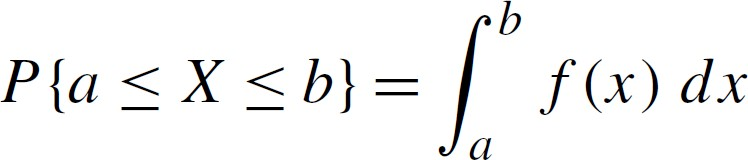 P{a ≤ X ≤ b} = ∫_a^b f(x) dx